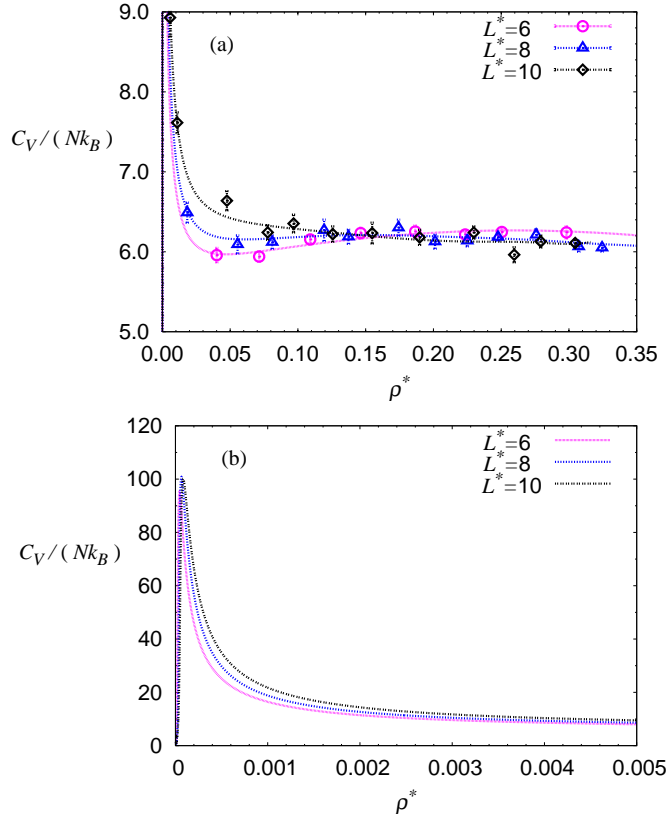 9.0
(a)
L*=6
L*=8
L*=10
8.0
C_V/(Nk_B)
7.0
6.0
5.0
0.00 0.05 0.10 0.15 0.20 0.25 0.30 0.35
ρ*
120
(b)
L*=6
L*=8
L*=10
100
80
C_V/(Nk_B)
60
40
20
0
0 0.001 0.002 0.003 0.004 0.005
ρ*